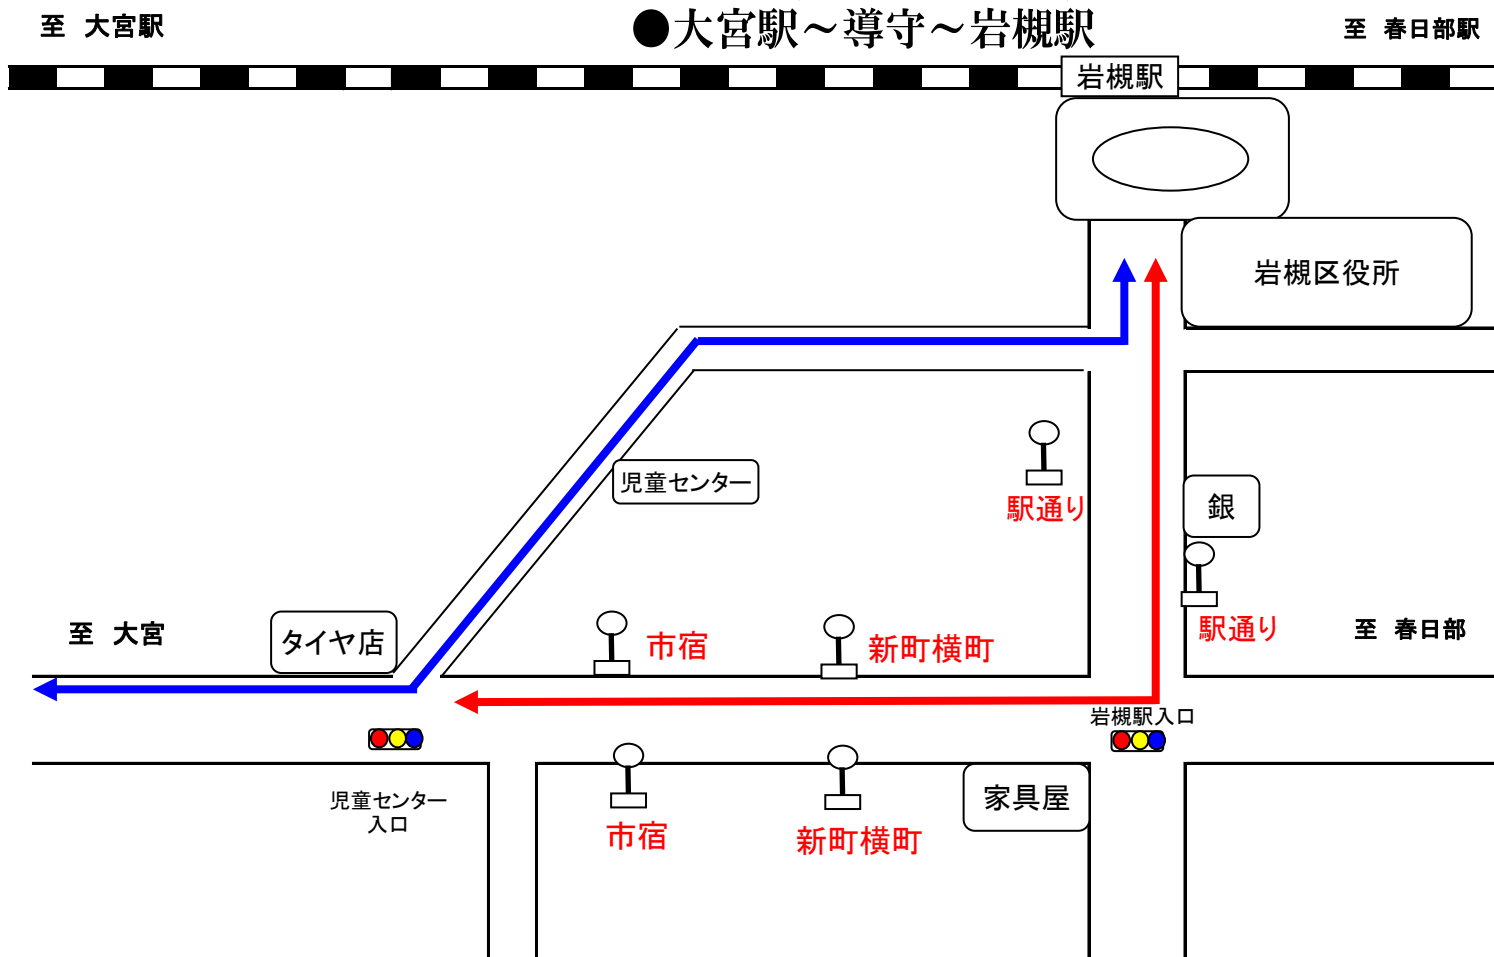 至 大宮駅
●大宮駅～導守～岩槻駅
至 春日部駅
岩槻駅
岩槻区役所
児童センター
駅通り
銀
駅通り
至 大宮
タイヤ店
市宿
新町横町
至 春日部
岩槻駅入口
児童センター
入口
市宿
新町横町
家具屋